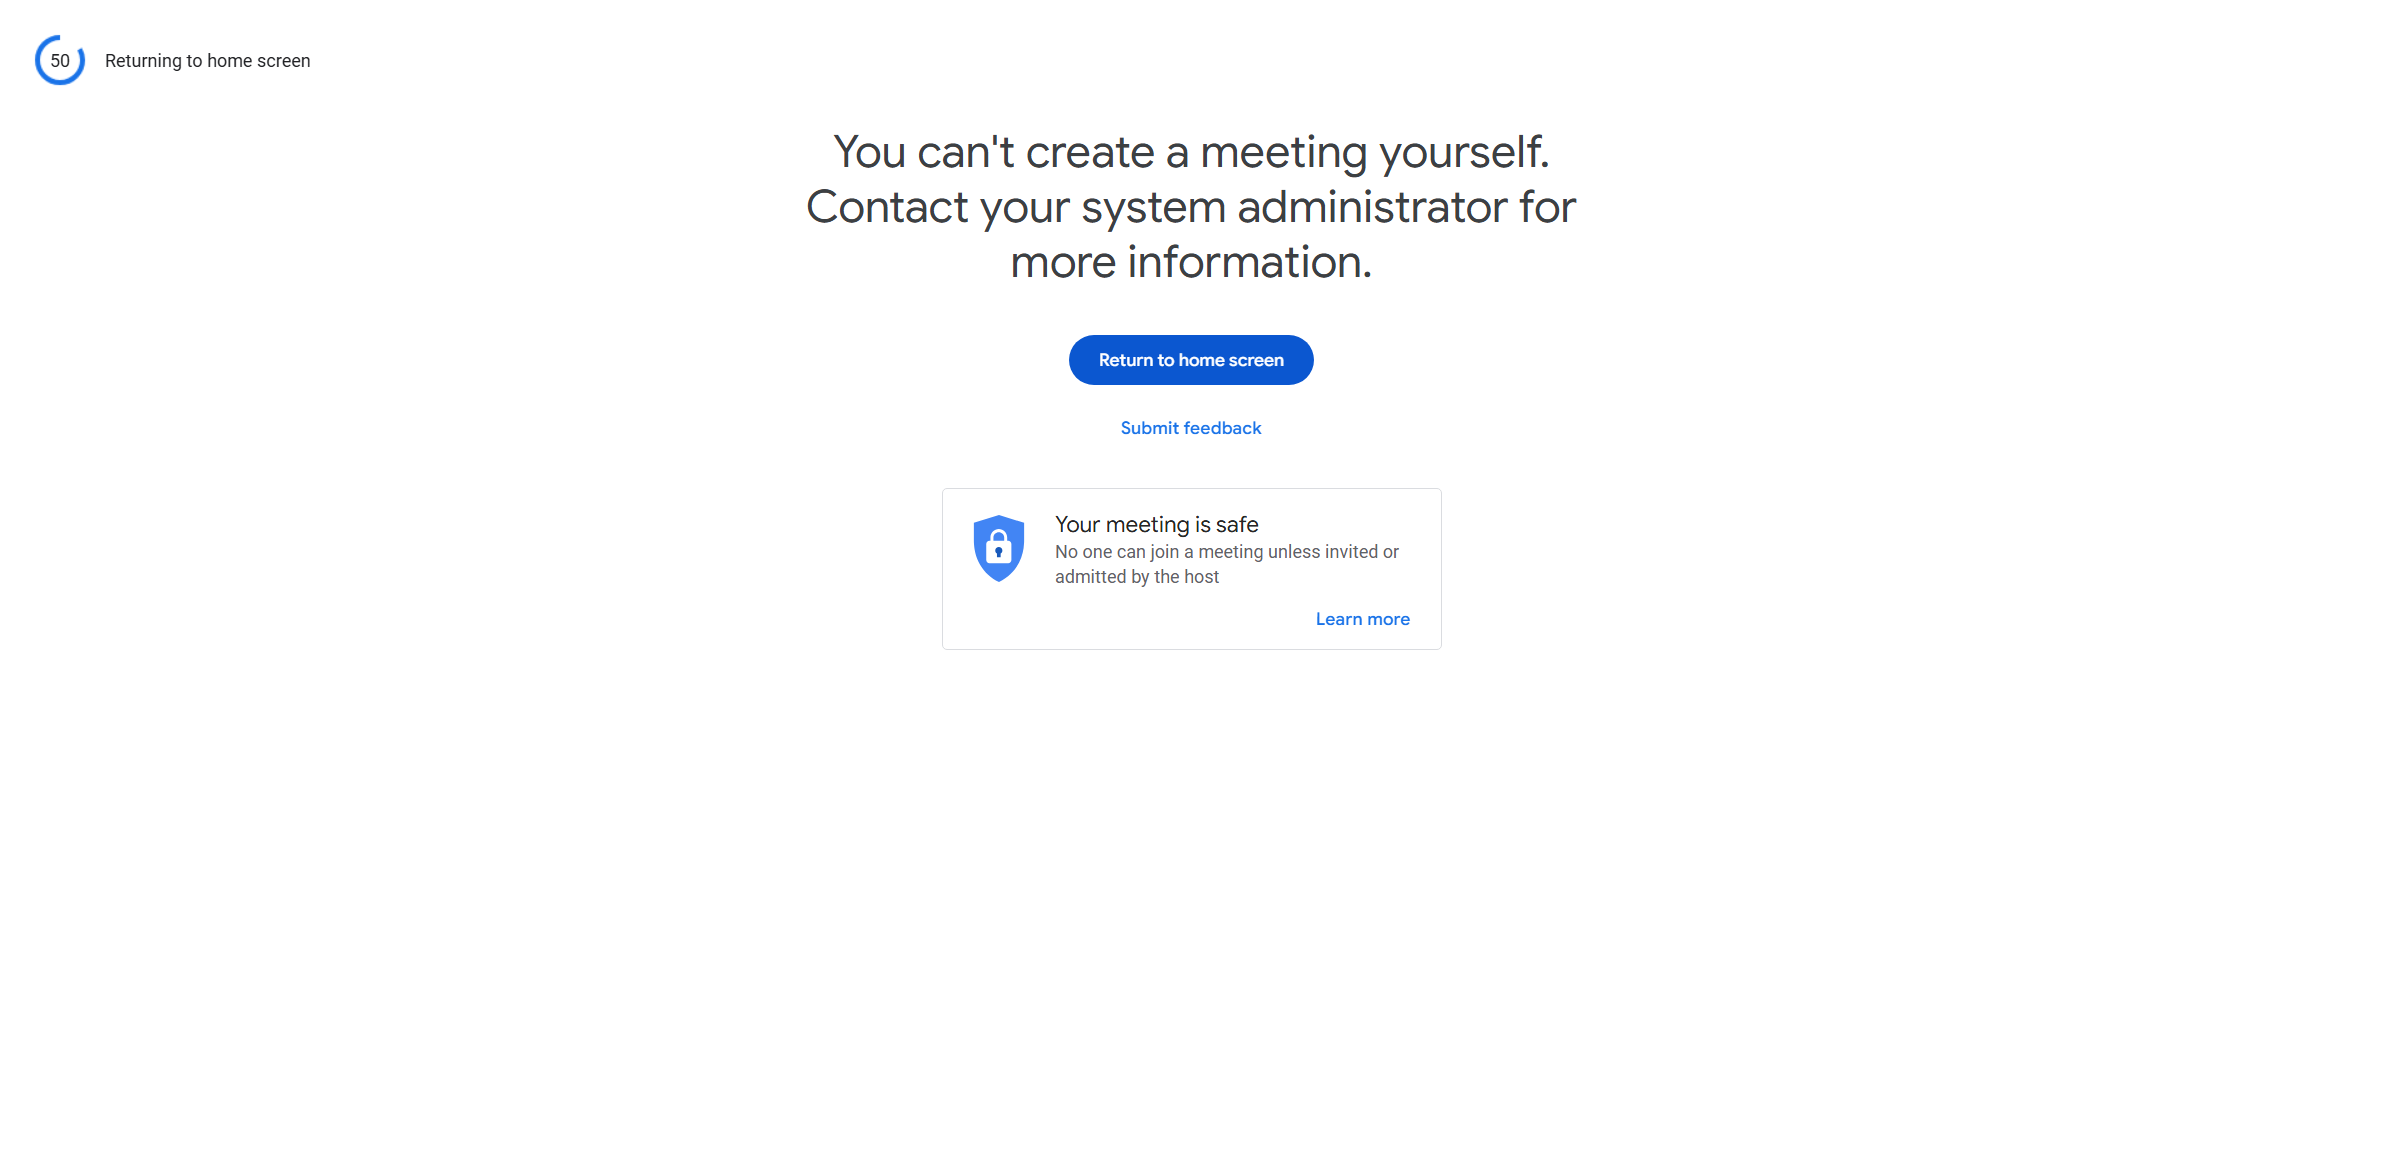 50
Returning to home screen
You can't create a meeting yourself.
Contact your system administrator for
more information.
Return to home screen
Submit feedback
Your meeting is safe
No one can join a meeting unless invited or
admitted by the host
Learn more